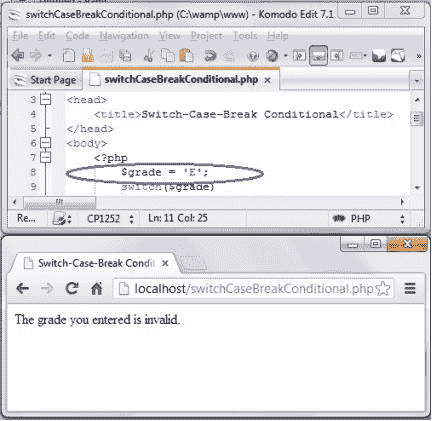 switchCaseBreakConditional.php (C:\wamp\www) - Komodo Edit 7.1
File Edit Code Navigation View Project Tools Help
Start Page switchCaseBreakConditional.php
3 <head>
4 <title>Switch-Case-Break Conditional</title>
5 </head>
6 <body>
7 <?php
8 $grade = 'E';
9 switch($grade)
Re... CP1252 Ln: 11 Col: 25 PHP
Switch-Case-Break Condit
localhost/switchCaseBreakConditional.php
The grade you entered is invalid.